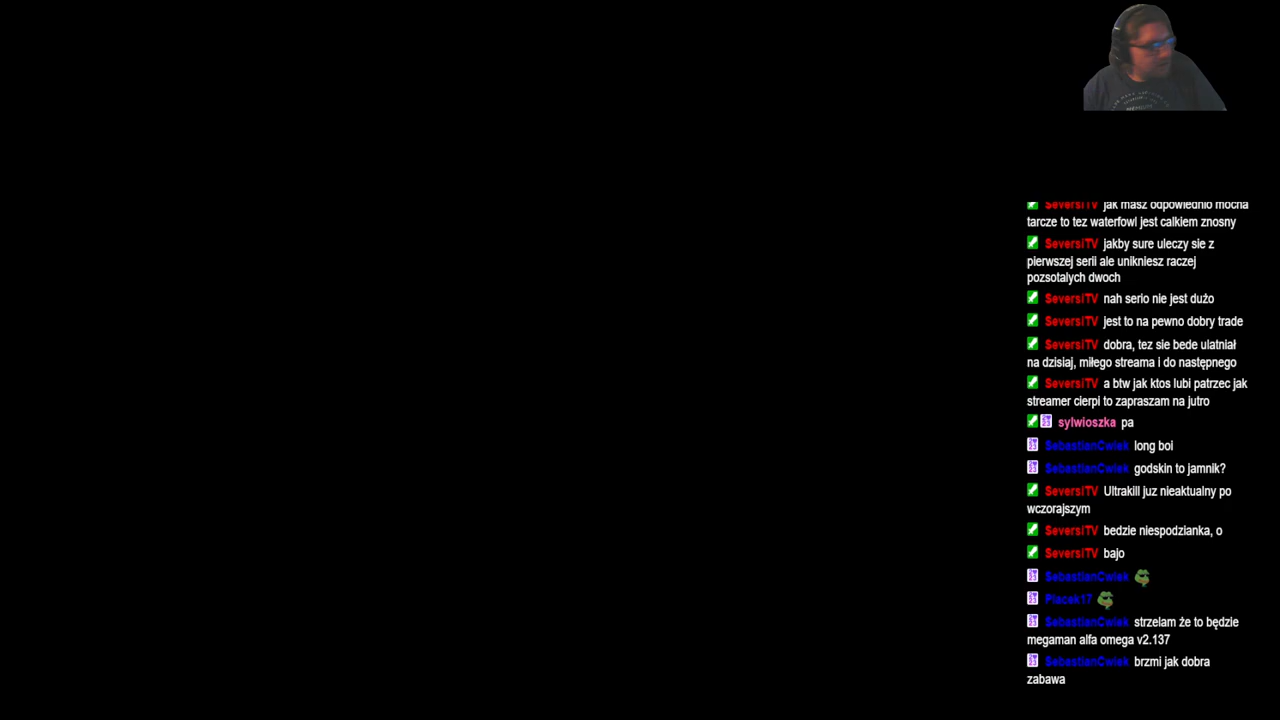 SeversiTV jak masz odpowiednio mocna
tarcze to tez waterfowl jest calkiem znosny
SeversiTV jakby sure uleczy sie z
pierwszej serii ale unikniesz raczej
pozsotalych dwoch
SeversiTV nah serio nie jest dużo
SeversiTV jest to na pewno dobry trade
SeversiTV dobra, tez sie bede ulatniał
na dzisiaj, miłego streama i do następnego
SeversiTV a btw jak ktos lubi patrzec jak
streamer cierpi to zapraszam na jutro
sylwioszka pa
SebastianCwiek long boi
SebastianCwiek godskin to jamnik?
SeversiTV Ultrakill juz nieaktualny po
wczorajszym
SeversiTV bedzie niespodzianka, o
SeversiTV bajo
SebastianCwiek
Placek17
SebastianCwiek strzelam że to będzie
megaman alfa omega v2.137
SebastianCwiek brzmi jak dobra
zabawa